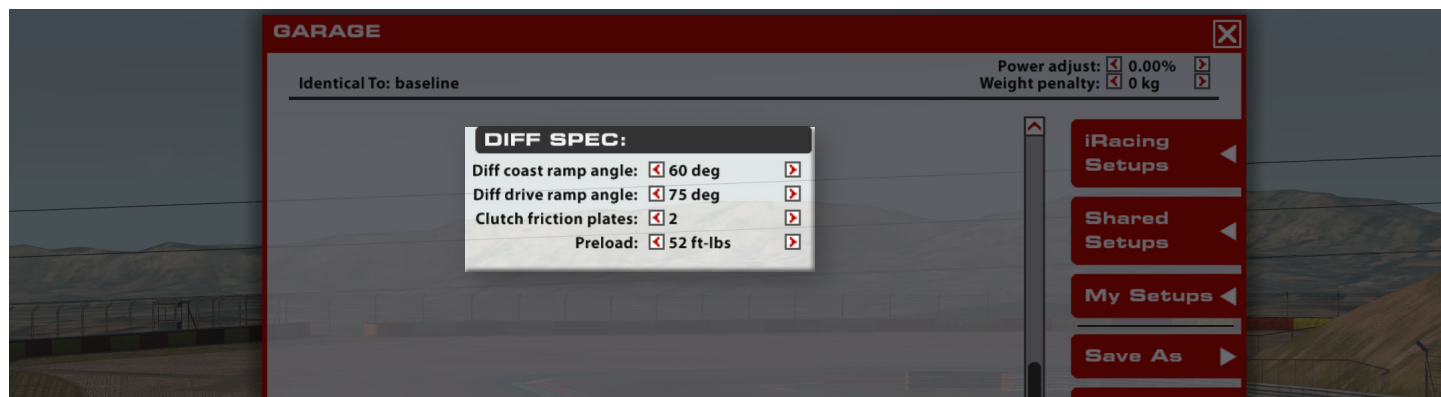 GARAGE
Identical To: baseline
Power adjust: 0.00%
Weight penalty: 0 kg
DIFF SPEC:
Diff coast ramp angle: 60 deg
Diff drive ramp angle: 75 deg
Clutch friction plates: 2
Preload: 52 ft-lbs
iRacing
Setups
Shared
Setups
My Setups
Save As